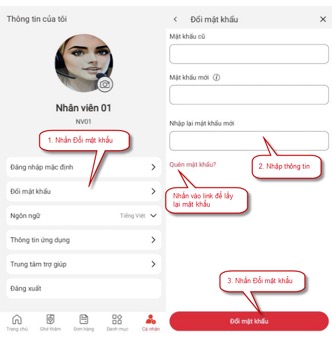 Thông tin của tôi
Nhân viên 01
NV01
1. Nhấn Đổi mật khẩu
Đăng nhập mặc định
Đổi mật khẩu
Ngôn ngữ Tiếng việt
Thông tin ứng dụng
Trung tâm trợ giúp
Đăng xuất
Trang chủ Ghé thăm Đơn hàng Danh mục Cá nhân
Đổi mật khẩu
Mật khẩu cũ
Mật khẩu mới
Nhập lại mật khẩu mới
Quên mật khẩu?
2. Nhập thông tin
Nhấn vào link để lấy
lại mật khẩu
3. Nhấn Đổi mật khẩu
Đổi mật khẩu